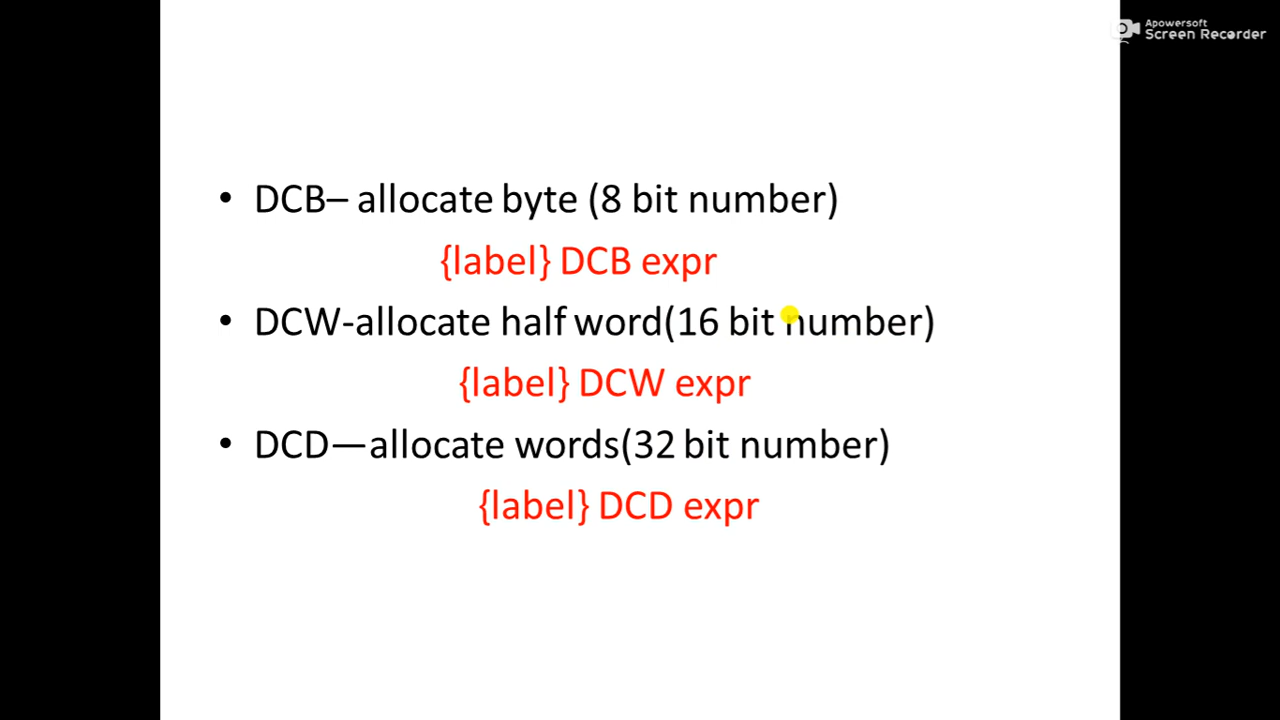 Apowersoft
Screen Recorder
• DCB– allocate byte (8 bit number)
{label} DCB expr
• DCW-allocate half word(16 bit number)
{label} DCW expr
• DCD—allocate words(32 bit number)
{label} DCD expr